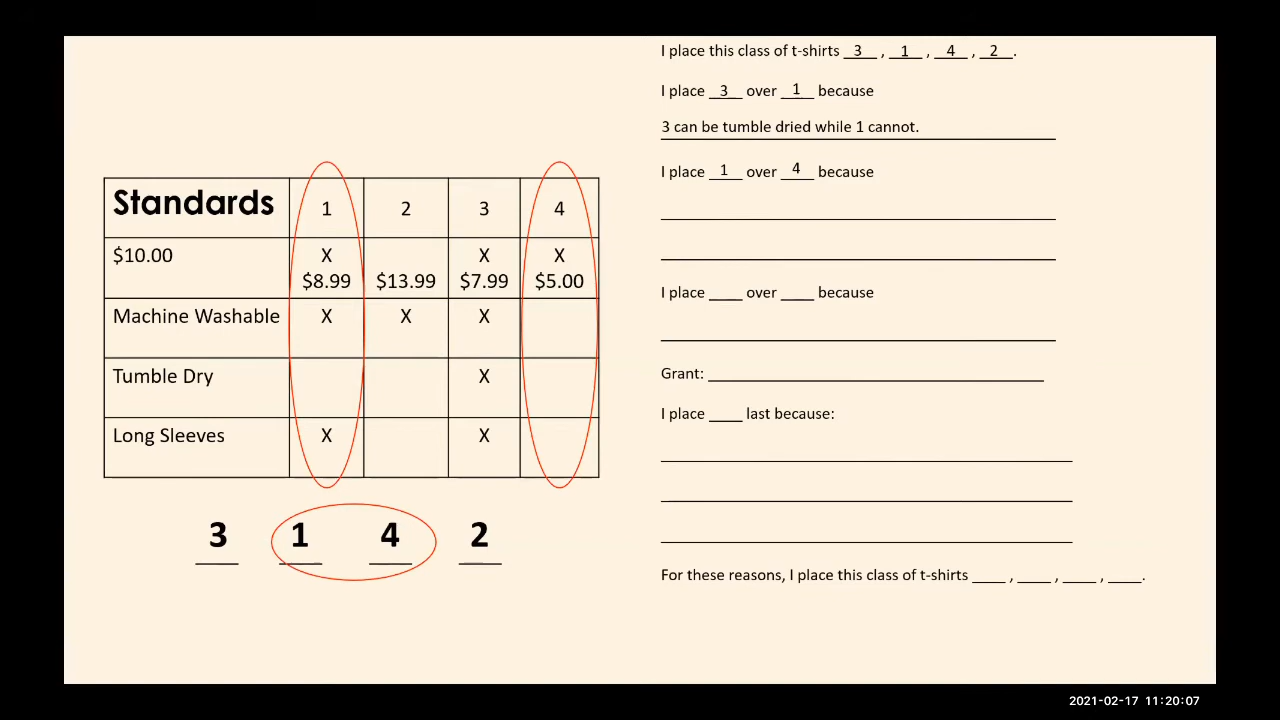 I place this class of t-shirts 3 , 1 , 4 , 2 .
I place 3 over 1 because
3 can be tumble dried while 1 cannot.
I place 1 over 4 because
I place ____ over ____ because
Grant: ____
I place ____ last because:
For these reasons, I place this class of t-shirts ____ , ____ , ____ , ____.
Standards 1 2 3 4
$10.00 X X X
$8.99 $13.99 $7.99 $5.00
Machine Washable X X X
Tumble Dry X
Long Sleeves X X
3 1 4 2
2021-02-17 11:20:07